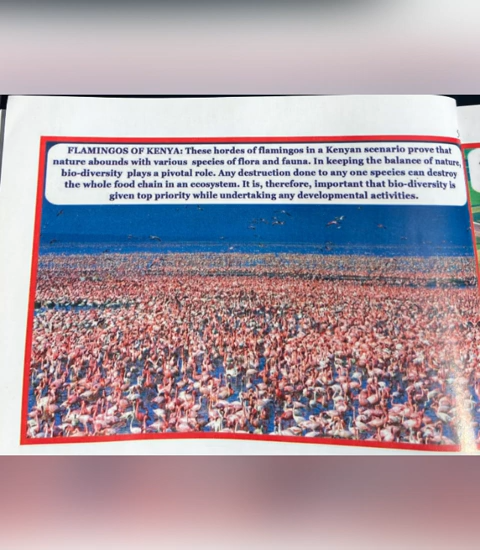 FLAMINGOS OF KENYA: These hordes of flamingos in a Kenyan scenario prove that
nature abounds with various species of flora and fauna. In keeping the balance of nature,
bio-diversity plays a pivotal role. Any destruction done to any one species can destroy
the whole food chain in an ecosystem. It is, therefore, important that bio-diversity is
given top priority while undertaking any developmental activities.